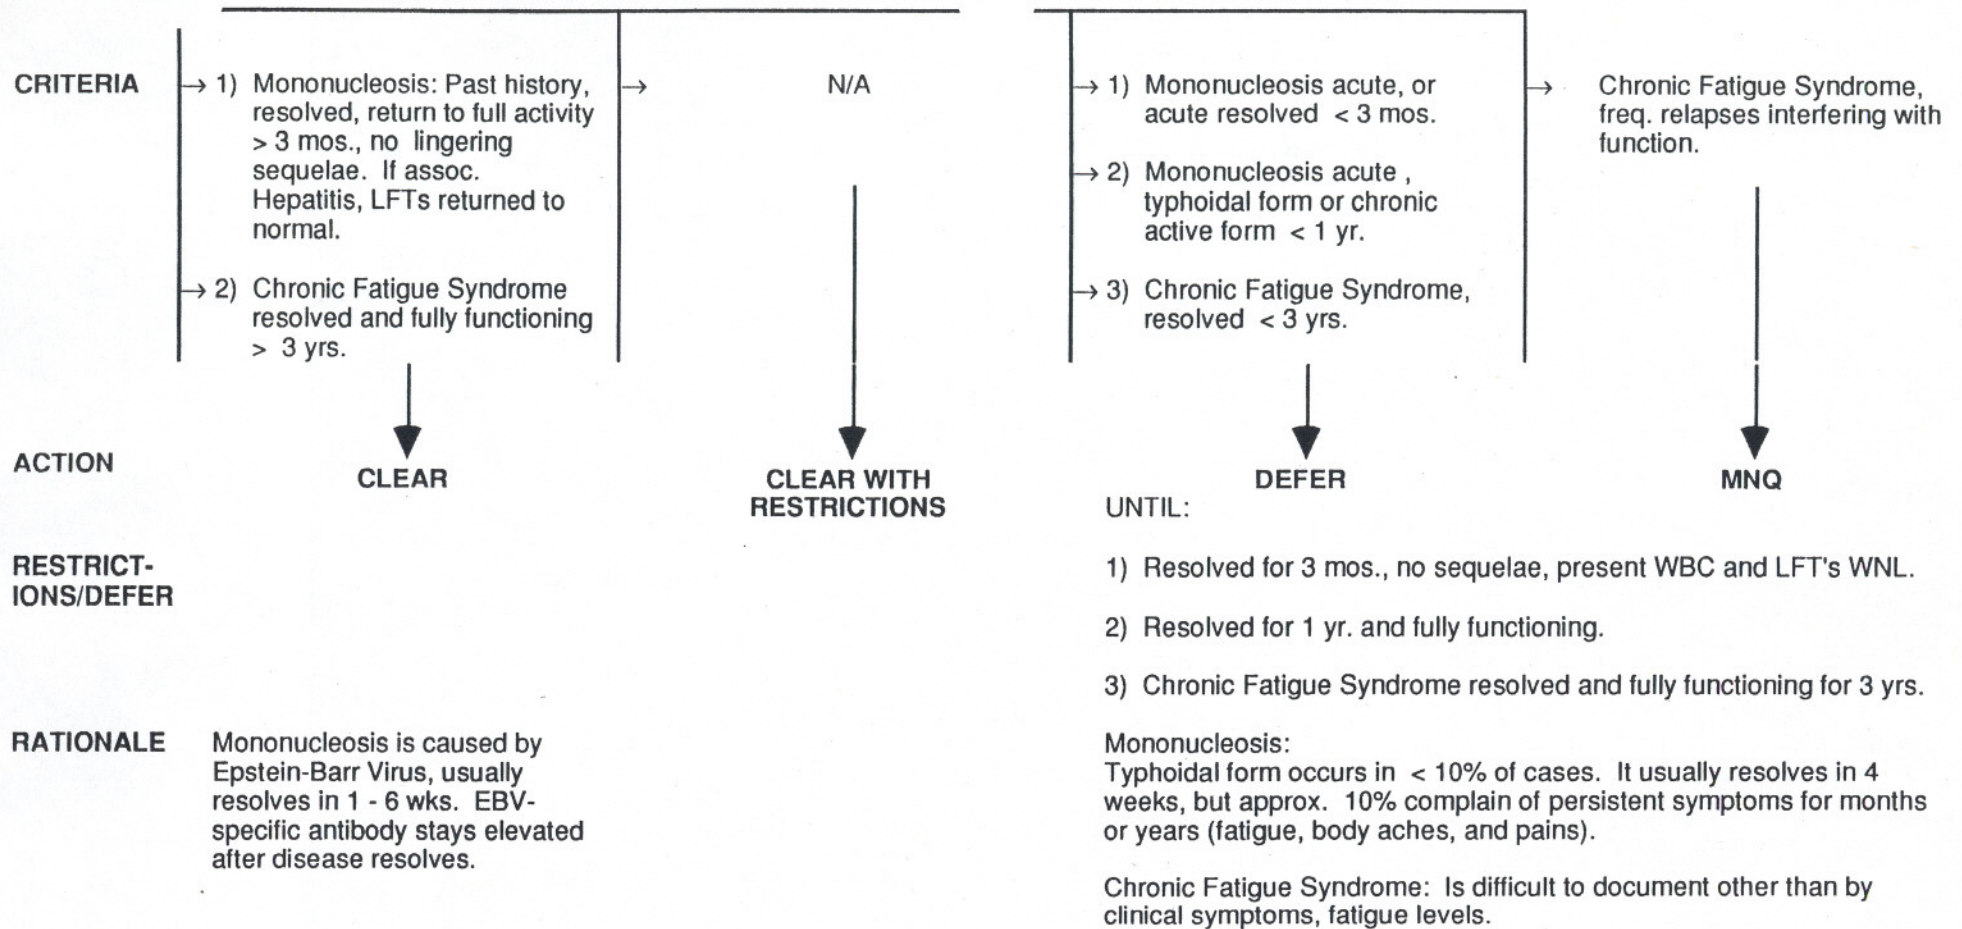 CRITERIA
→ 1) Mononucleosis: Past history,
resolved, return to full activity
> 3 mos., no lingering
sequelae. If assoc.
Hepatitis, LFTs returned to
normal.
→ 2) Chronic Fatigue Syndrome
resolved and fully functioning
> 3 yrs.
→ N/A
→ 1) Mononucleosis acute, or
acute resolved < 3 mos.
→ 2) Mononucleosis acute ,
typhoidal form or chronic
active form < 1 yr.
→ 3) Chronic Fatigue Syndrome,
resolved < 3 yrs.
→ Chronic Fatigue Syndrome,
freq. relapses interfering with
function.
ACTION
CLEAR
CLEAR WITH
RESTRICTIONS
DEFER
MNQ
RESTRICT-
IONS/DEFER
UNTIL:
1) Resolved for 3 mos., no sequelae, present WBC and LFT's WNL.
2) Resolved for 1 yr. and fully functioning.
3) Chronic Fatigue Syndrome resolved and fully functioning for 3 yrs.
RATIONALE
Mononucleosis is caused by
Epstein-Barr Virus, usually
resolves in 1 - 6 wks. EBV-
specific antibody stays elevated
after disease resolves.
Mononucleosis:
Typhoidal form occurs in < 10% of cases. It usually resolves in 4
weeks, but approx. 10% complain of persistent symptoms for months
or years (fatigue, body aches, and pains).
Chronic Fatigue Syndrome: Is difficult to document other than by
clinical symptoms, fatigue levels.